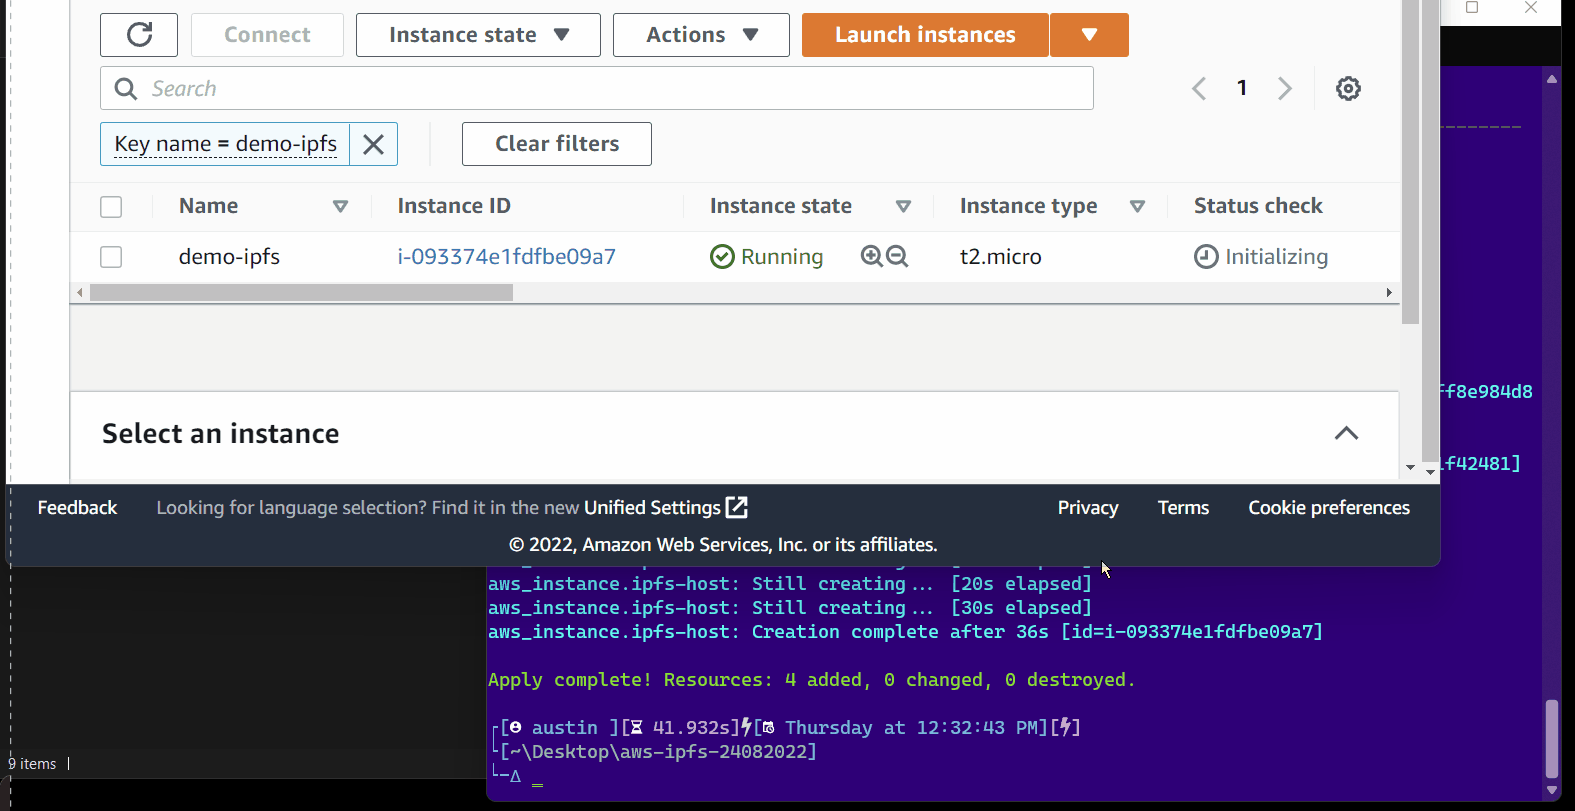 Connect
Instance state
Actions
Launch instances
Search
1
Key name = demo-ipfs
Clear filters
Name
Instance ID
Instance state
Instance type
Status check
demo-ipfs
i-093374e1fdfbe09a7
Running
t2.micro
Initializing
ff8e984d8
Select an instance
1f42481]
Feedback
Looking for language selection? Find it in the new Unified Settings
Privacy
Terms
Cookie preferences
© 2022, Amazon Web Services, Inc. or its affiliates.
aws_instance.ipfs-host: Still creating... [20s elapsed]
aws_instance.ipfs-host: Still creating... [30s elapsed]
aws_instance.ipfs-host: Creation complete after 36s [id=i-093374e1fdfbe09a7]
Apply complete! Resources: 4 added, 0 changed, 0 destroyed.
[ austin ][ 41.932s]⚡[ Thursday at 12:32:43 PM][⚡]
[~\Desktop\aws-ipfs-24082022]
Δ _
9 items